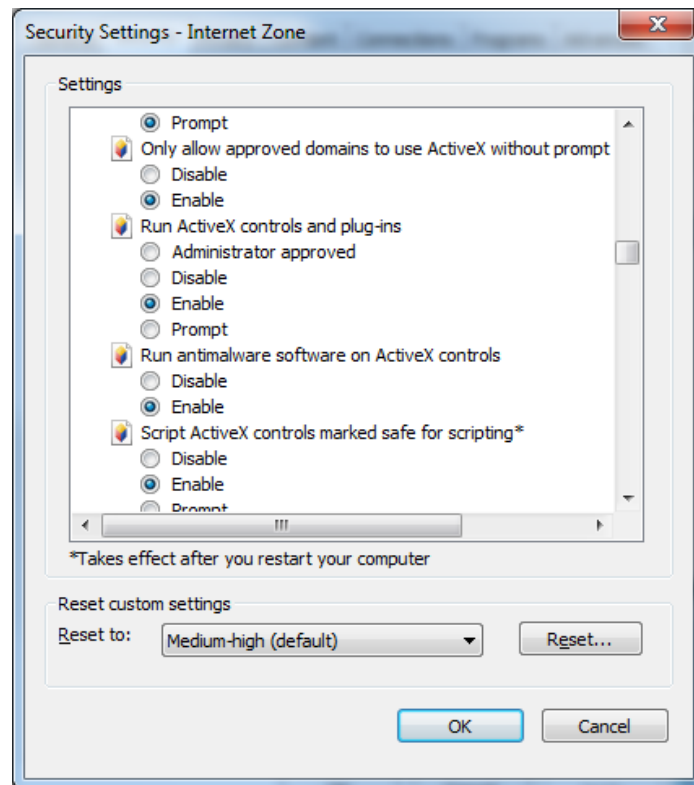 Security Settings - Internet Zone
Settings
Prompt
Only allow approved domains to use ActiveX without prompt
Disable
Enable
Run ActiveX controls and plug-ins
Administrator approved
Disable
Enable
Prompt
Run antimalware software on ActiveX controls
Disable
Enable
Script ActiveX controls marked safe for scripting*
Disable
Enable
Prompt
*Takes effect after you restart your computer
Reset custom settings
Reset to:
Medium-high (default)
Reset...
OK
Cancel